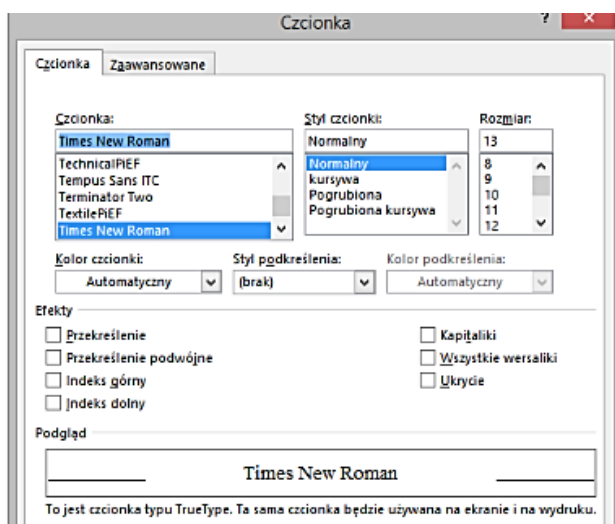 Czcionka ?
Czcionka Zaawansowane
Czcionka: Styl czcionki: Rozmiar:
Times New Roman Normalny 13
TechnicalPiEF Normalny 8
Tempus Sans ITC kursywa 9
Terminator Two Pogrubiona 10
TextilePiEF Pogrubiona kursywa 11
Times New Roman 12
Kolor czcionki: Styl podkreślenia: Kolor podkreślenia:
Automatyczny (brak) Automatyczny
Efekty
Przekreślenie Kapitaliki
Przekreślenie podwójne Wszystkie wersaliki
Indeks górny Ukrycie
Indeks dolny
Podgląd
Times New Roman
To jest czcionka typu TrueType. Ta sama czcionka będzie używana na ekranie i na wydruku.